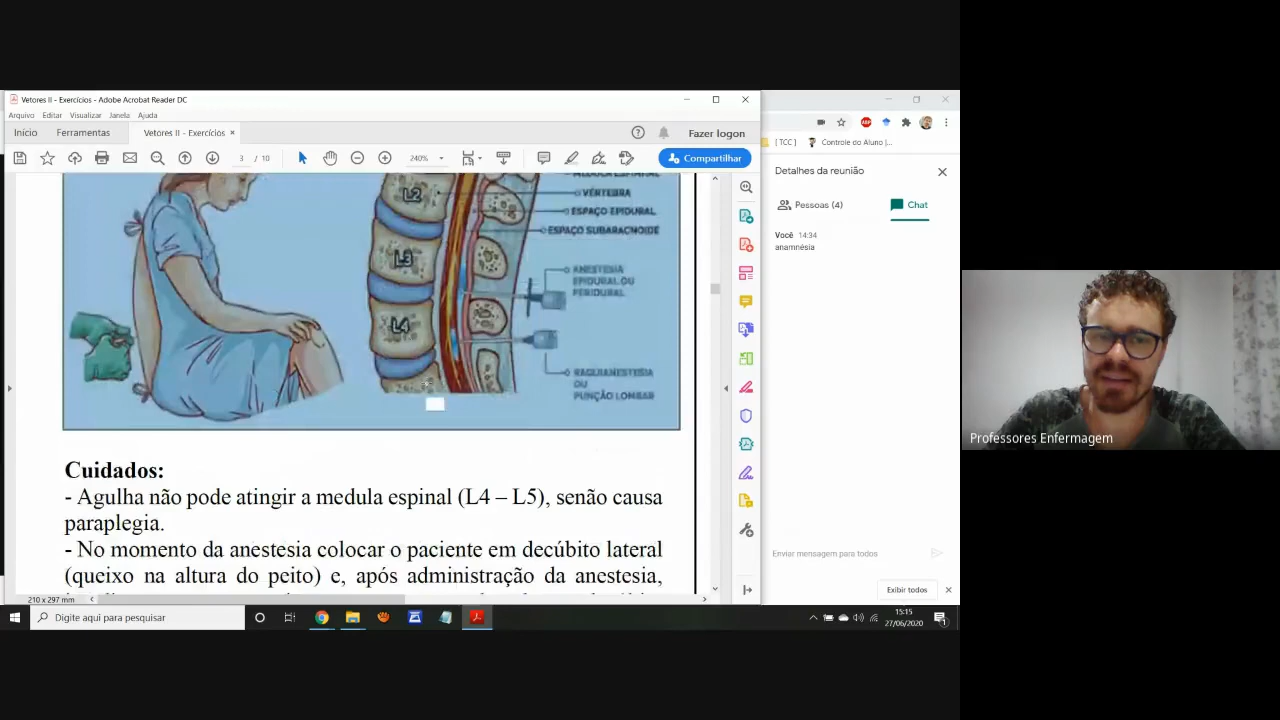 Vetores II - Exercícios - Adobe Acrobat Reader DC
Arquivo Editar Visualizar Janela Ajuda
Início Ferramentas Vetores II - Exercícios × Fazer logon
3 / 10 240% Compartilhar
[ TCC ] Controle do Aluno |...
Detalhes da reunião
Pessoas (4) Chat
Você 14:34
anamnésia
L2
VÉRTEBRA
ESPAÇO EPIDURAL
ESPAÇO SUBARACNOIDE
L3
ANESTESIA
EPIDURAL OU
PERIDURAL
L4
RAQUIANESTESIA
OU
PUNÇÃO LOMBAR
Cuidados:
- Agulha não pode atingir a medula espinal (L4 – L5), senão causa
paraplegia.
- No momento da anestesia colocar o paciente em decúbito lateral
(queixo na altura do peito) e, após administração da anestesia,
210 x 297 mm
Enviar mensagem para todos
Exibir todos
Professores Enfermagem
Digite aqui para pesquisar
15:15
27/06/2020